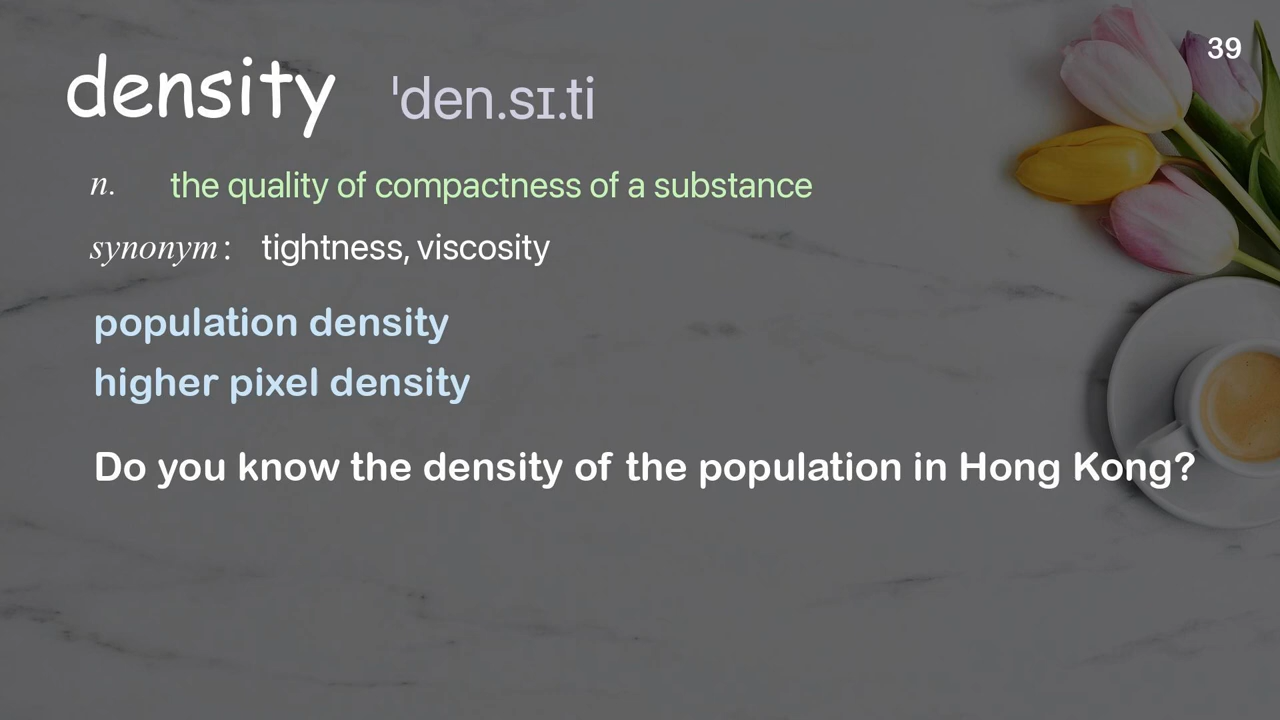 39
density ˈden.sɪ.ti
n. the quality of compactness of a substance
synonym: tightness, viscosity
population density
higher pixel density
Do you know the density of the population in Hong Kong?